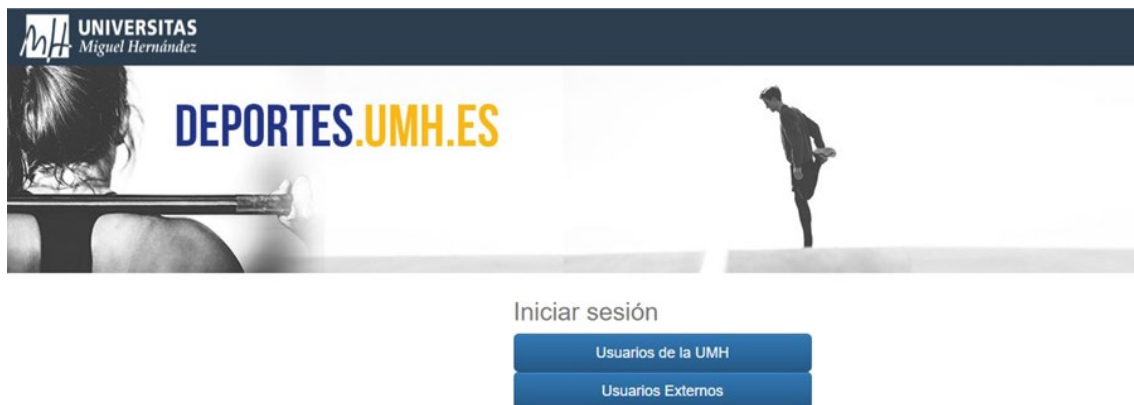 UNIVERSITAS
Miguel Hernández
DEPORTES.UMH.ES
Iniciar sesión
Usuarios de la UMH
Usuarios Externos